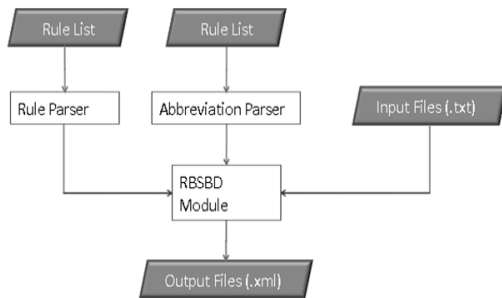 Rule List
Rule List
Rule Parser
Abbreviation Parser
Input Files (.txt)
RBSBD
Module
Output Files (.xml)